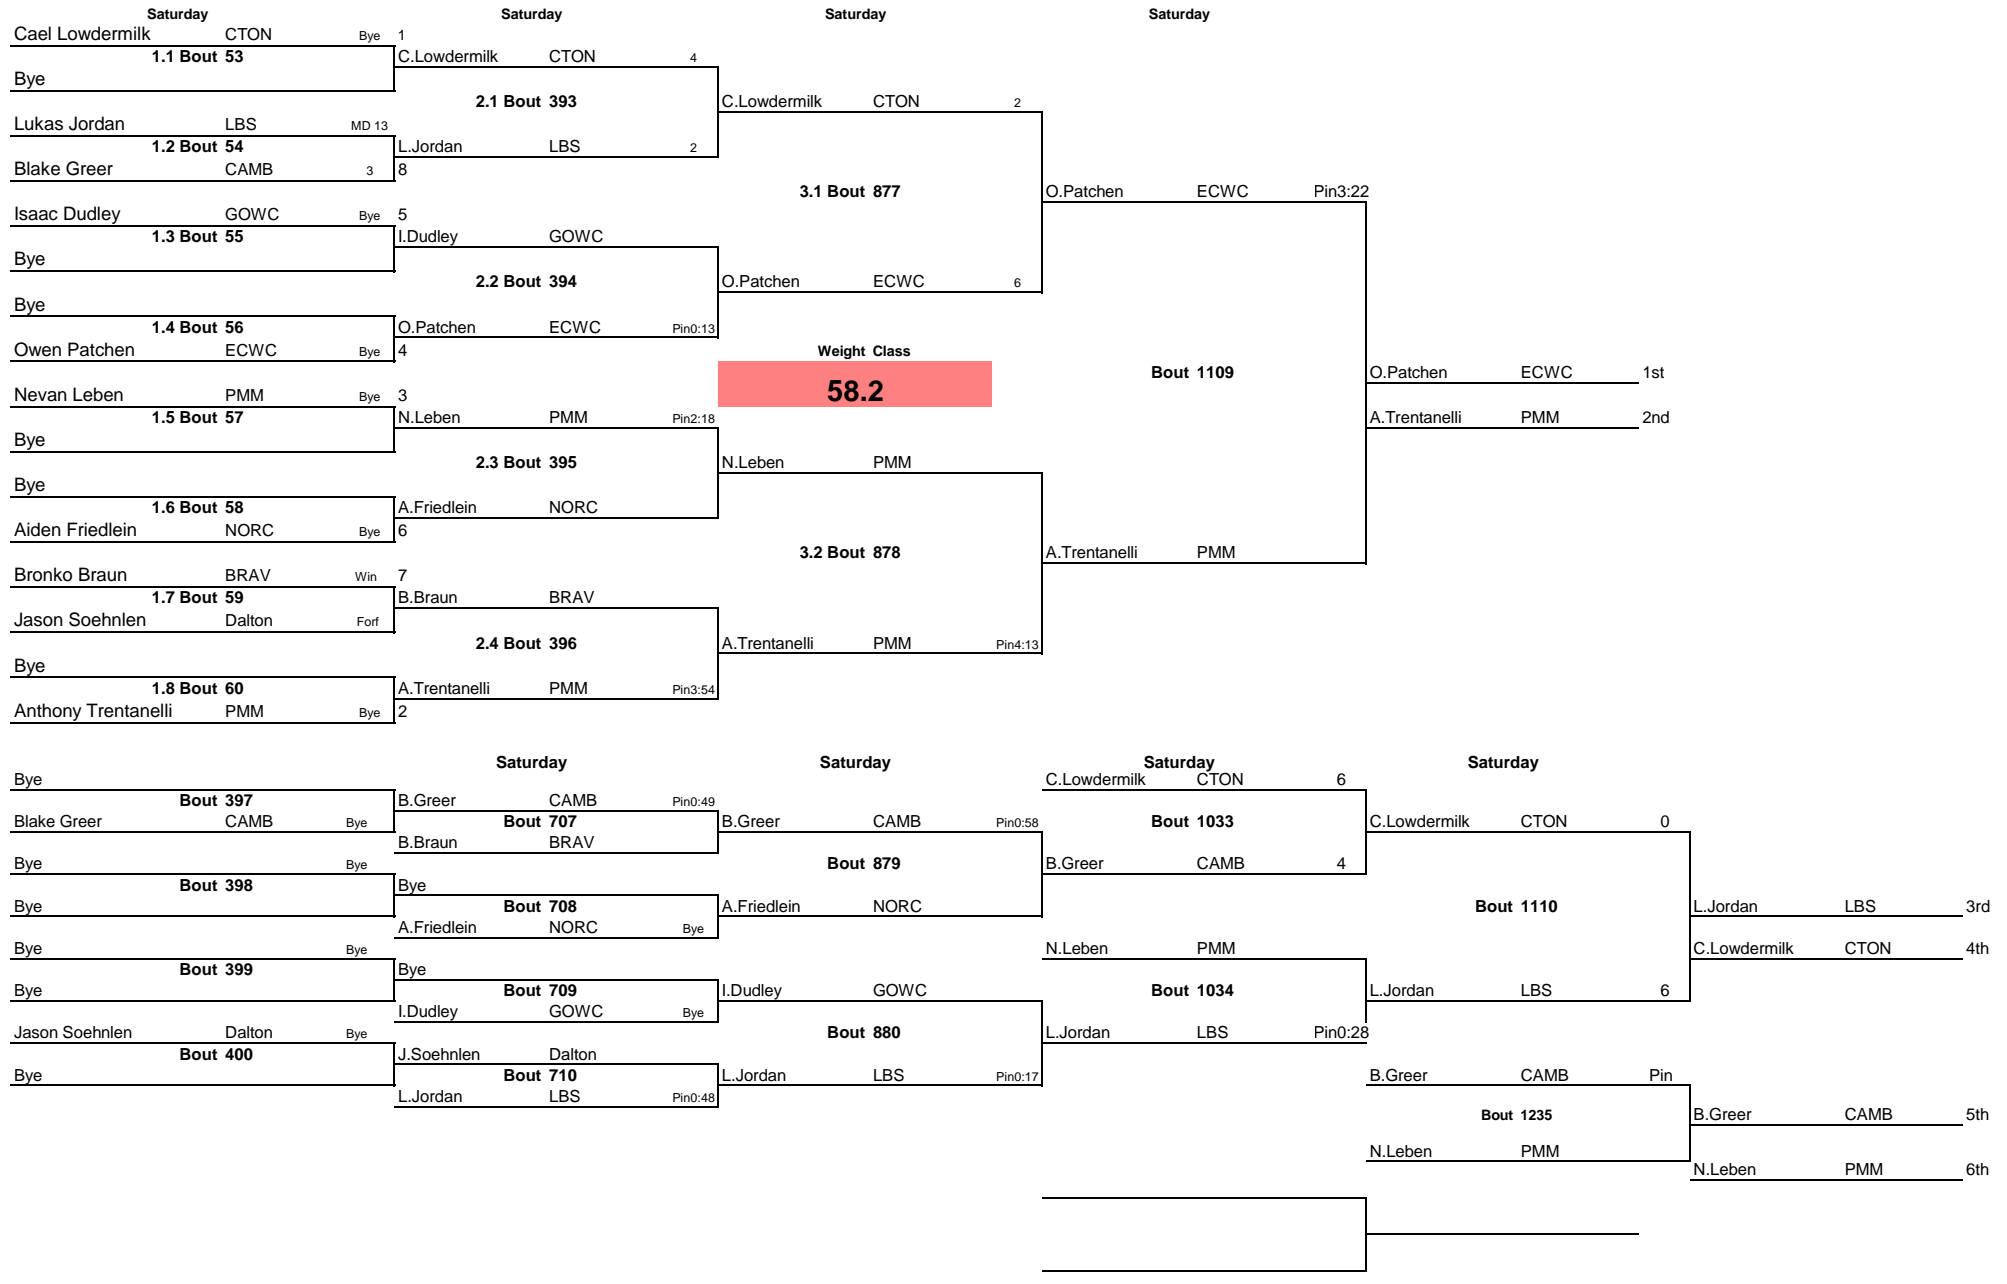 Saturday Saturday Saturday Saturday
Cael Lowdermilk CTON Bye 1
1.1 Bout 53 C.Lowdermilk CTON 4
Bye
2.1 Bout 393 C.Lowdermilk CTON 2
Lukas Jordan LBS MD 13
1.2 Bout 54 L.Jordan LBS 2
Blake Greer CAMB 3 8
3.1 Bout 877 O.Patchen ECWC Pin3:22
Isaac Dudley GOWC Bye 5
1.3 Bout 55 I.Dudley GOWC
Bye
2.2 Bout 394 O.Patchen ECWC 6
Bye
1.4 Bout 56 O.Patchen ECWC Pin0:13
Owen Patchen ECWC Bye 4 Weight Class
Bout 1109 O.Patchen ECWC 1st
58.2
Nevan Leben PMM Bye 3
1.5 Bout 57 N.Leben PMM Pin2:18 A.Trentanelli PMM 2nd
Bye
2.3 Bout 395 N.Leben PMM
Bye
1.6 Bout 58 A.Friedlein NORC
Aiden Friedlein NORC Bye 6
3.2 Bout 878 A.Trentanelli PMM
Bronko Braun BRAV Win 7
1.7 Bout 59 B.Braun BRAV
Jason Soehnlen Dalton Forf
2.4 Bout 396 A.Trentanelli PMM Pin4:13
Bye
1.8 Bout 60 A.Trentanelli PMM Pin3:54
Anthony Trentanelli PMM Bye 2
Saturday Saturday Saturday Saturday
Bye C.Lowdermilk CTON 6
Bout 397 B.Greer CAMB Pin0:49
Blake Greer CAMB Bye Bout 707 B.Greer CAMB Pin0:58 Bout 1033 C.Lowdermilk CTON 0
B.Braun BRAV
Bye Bye Bout 879 B.Greer CAMB 4
Bout 398 Bye
Bye Bout 708 A.Friedlein NORC Bout 1110 L.Jordan LBS 3rd
A.Friedlein NORC Bye
Bye Bye N.Leben PMM C.Lowdermilk CTON 4th
Bout 399 Bye
Bye Bout 709 I.Dudley GOWC Bout 1034 L.Jordan LBS 6
I.Dudley GOWC Bye
Jason Soehnlen Dalton Bye Bout 880 L.Jordan LBS Pin0:28
Bout 400 J.Soehnlen Dalton
Bye Bout 710 L.Jordan LBS Pin0:17 B.Greer CAMB Pin
L.Jordan LBS Pin0:48
Bout 1235 B.Greer CAMB 5th
N.Leben PMM
N.Leben PMM 6th